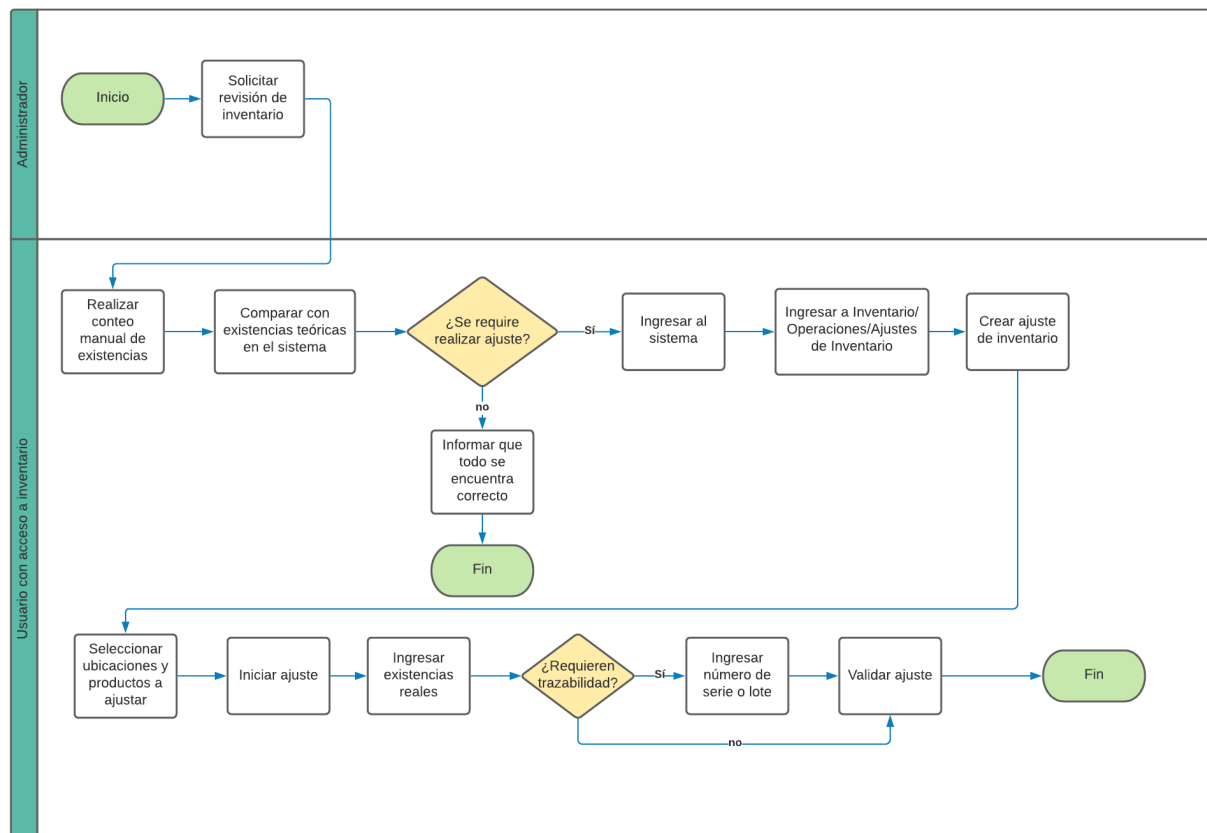 Administrador
Inicio
Solicitar
revisión de
inventario
Usuario con acceso a inventario
Realizar
conteo
manual de
existencias
Comparar con
existencias teóricas
en el sistema
¿Se require
realizar ajuste?
Sí
Ingresar al
sistema
Ingresar a Inventario/
Operaciones/Ajustes
de Inventario
Crear ajuste
de inventario
no
Informar que
todo se
encuentra
correcto
Fin
Seleccionar
ubicaciones y
productos a
ajustar
Iniciar ajuste
Ingresar
existencias
reales
¿Requieren
trazabilidad?
Sí
Ingresar
número de
serie o lote
Validar ajuste
Fin
no